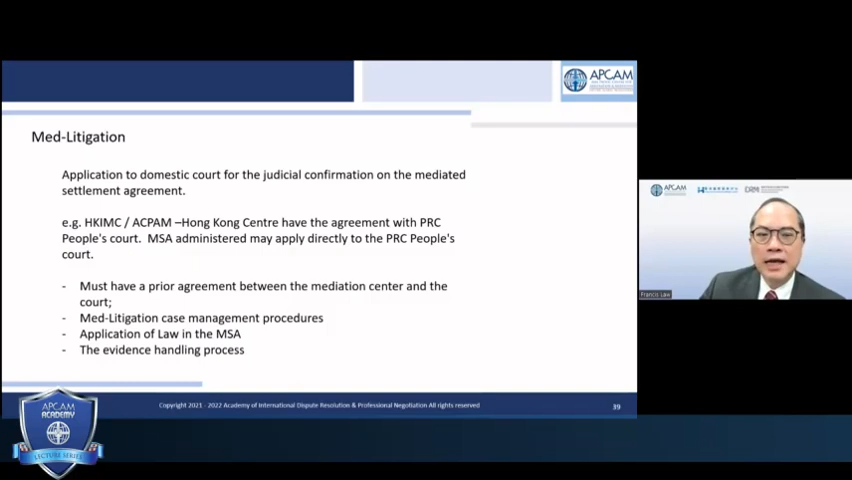 APCAM
Med-Litigation
Application to domestic court for the judicial confirmation on the mediated
settlement agreement.
e.g. HKIMC / ACPAM –Hong Kong Centre have the agreement with PRC
People's court.  MSA administered may apply directly to the PRC People's
court.
- Must have a prior agreement between the mediation center and the
court;
- Med-Litigation case management procedures
- Application of Law in the MSA
- The evidence handling process
Copyright 2021 - 2022 Academy of International Dispute Resolution & Professional Negotiation All rights reserved
39
APCAM
Francis Law
APCAM
ACADEMY
LECTURE SERIES